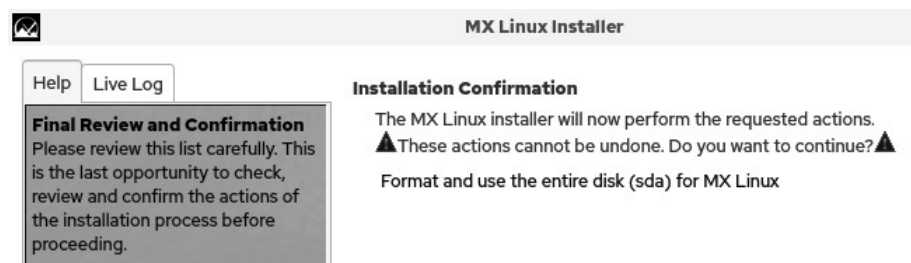 MX Linux Installer
Help
Live Log
Final Review and Confirmation
Please review this list carefully. This
is the last opportunity to check,
review and confirm the actions of
the installation process before
proceeding.
Installation Confirmation
The MX Linux installer will now perform the requested actions.
⚠These actions cannot be undone. Do you want to continue?⚠
Format and use the entire disk (sda) for MX Linux